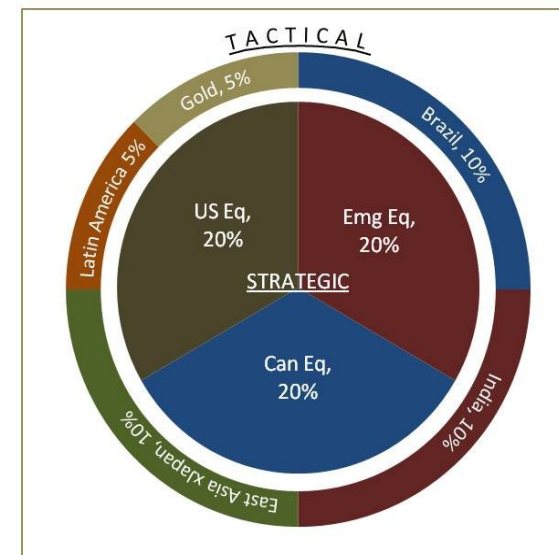 TACTICAL
Gold, 5%
Brazil, 10%
Latin America 5%
US Eq,
20%
Emg Eq,
20%
STRATEGIC
Can Eq,
20%
East Asia xJapan, 10%
India, 10%